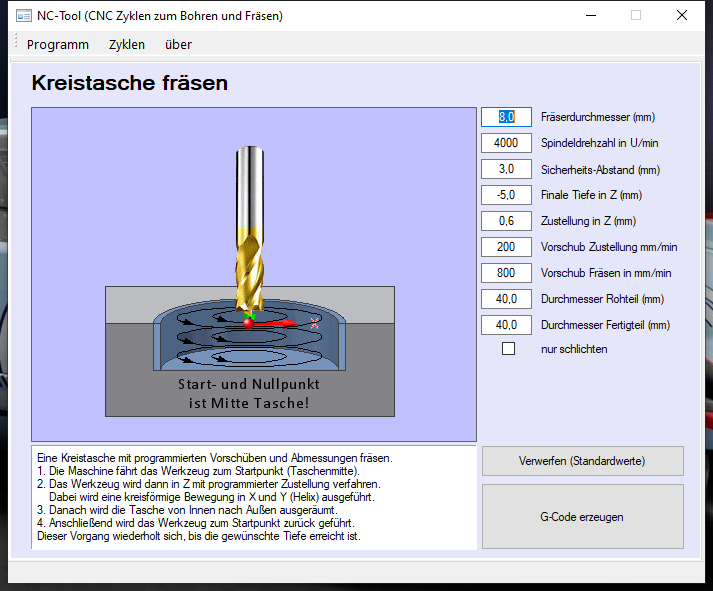 NC-Tool (CNC Zyklen zum Bohren und Fräsen)
Programm Zyklen über
Kreistasche fräsen
8,0 Fräserdurchmesser (mm)
4000 Spindeldrehzahl in U/min
3,0 Sicherheits-Abstand (mm)
-5,0 Finale Tiefe in Z (mm)
0,6 Zustellung in Z (mm)
200 Vorschub Zustellung mm/min
800 Vorschub Fräsen in mm/min
40,0 Durchmesser Rohteil (mm)
40,0 Durchmesser Fertigteil (mm)
nur schlichten
X
Start- und Nullpunkt
ist Mitte Tasche!
Eine Kreistasche mit programmierten Vorschüben und Abmessungen fräsen.
1. Die Maschine fährt das Werkzeug zum Startpunkt (Taschenmitte).
2. Das Werkzeug wird dann in Z mit programmierter Zustellung verfahren.
Dabei wird eine kreisförmige Bewegung in X und Y (Helix) ausgeführt.
3. Danach wird die Tasche von Innen nach Außen ausgeräumt.
4. Anschließend wird das Werkzeug zum Startpunkt zurück geführt.
Dieser Vorgang wiederholt sich, bis die gewünschte Tiefe erreicht ist.
Verwerfen (Standardwerte)
G-Code erzeugen